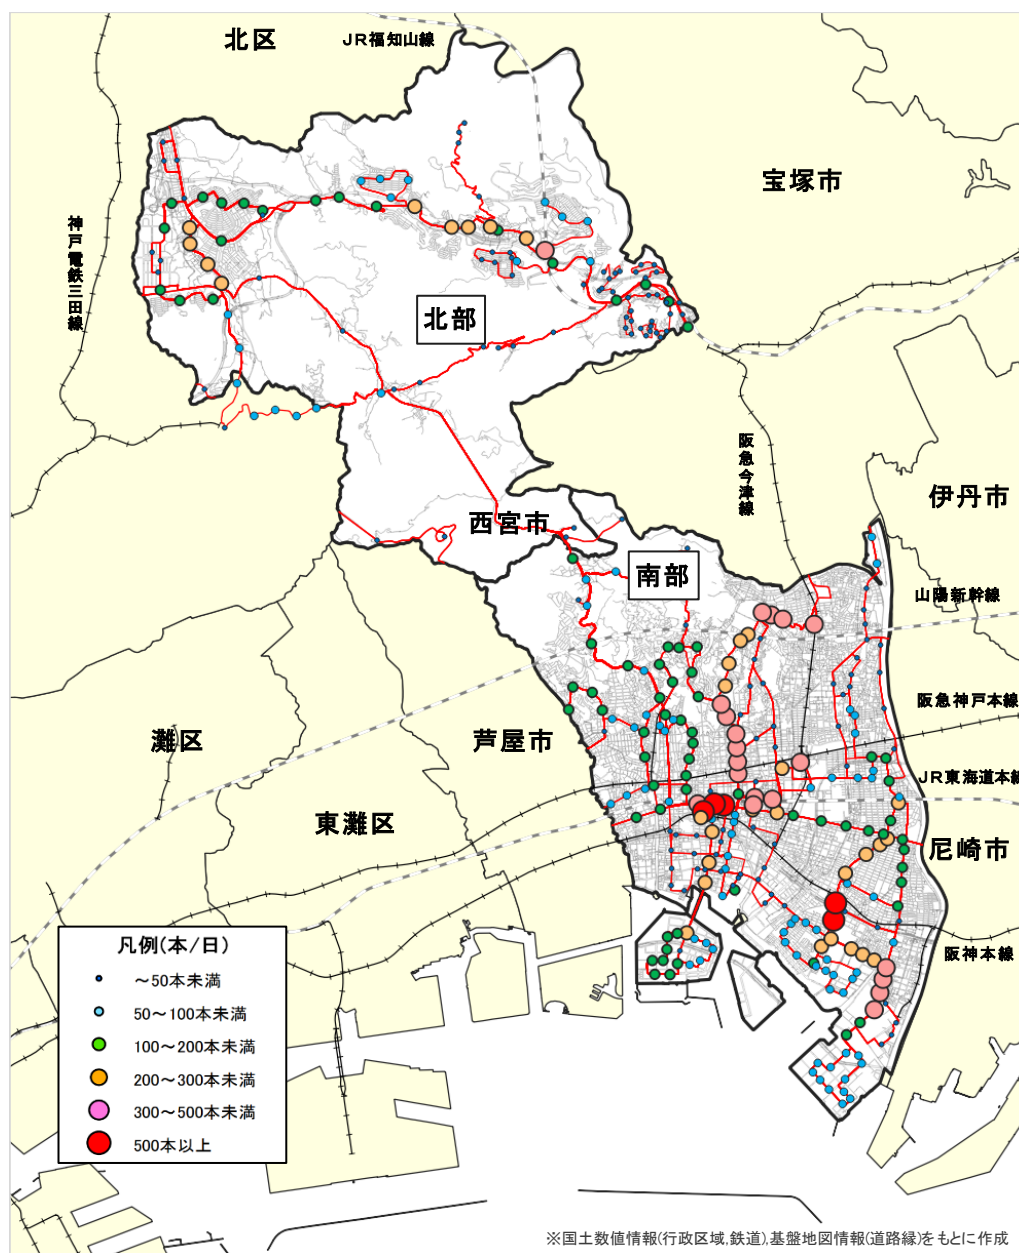 北区
JR福知山線
宝塚市
神戸電鉄三田線
北部
阪急今津線
伊丹市
西宮市
南部
山陽新幹線
阪急神戸本線
灘区
芦屋市
JR東海道本線
東灘区
尼崎市
阪神本線
凡例(本/日)
～50本未満
50～100本未満
100～200本未満
200～300本未満
300～500本未満
500本以上
※国土数値情報(行政区域,鉄道),基盤地図情報(道路縁)をもとに作成